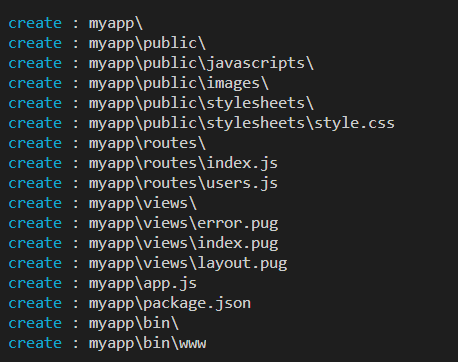 create : myapp\
create : myapp\public\
create : myapp\public\javascripts\
create : myapp\public\images\
create : myapp\public\stylesheets\
create : myapp\public\stylesheets\style.css
create : myapp\routes\
create : myapp\routes\index.js
create : myapp\routes\users.js
create : myapp\views\
create : myapp\views\error.pug
create : myapp\views\index.pug
create : myapp\views\layout.pug
create : myapp\app.js
create : myapp\package.json
create : myapp\bin\
create : myapp\bin\www